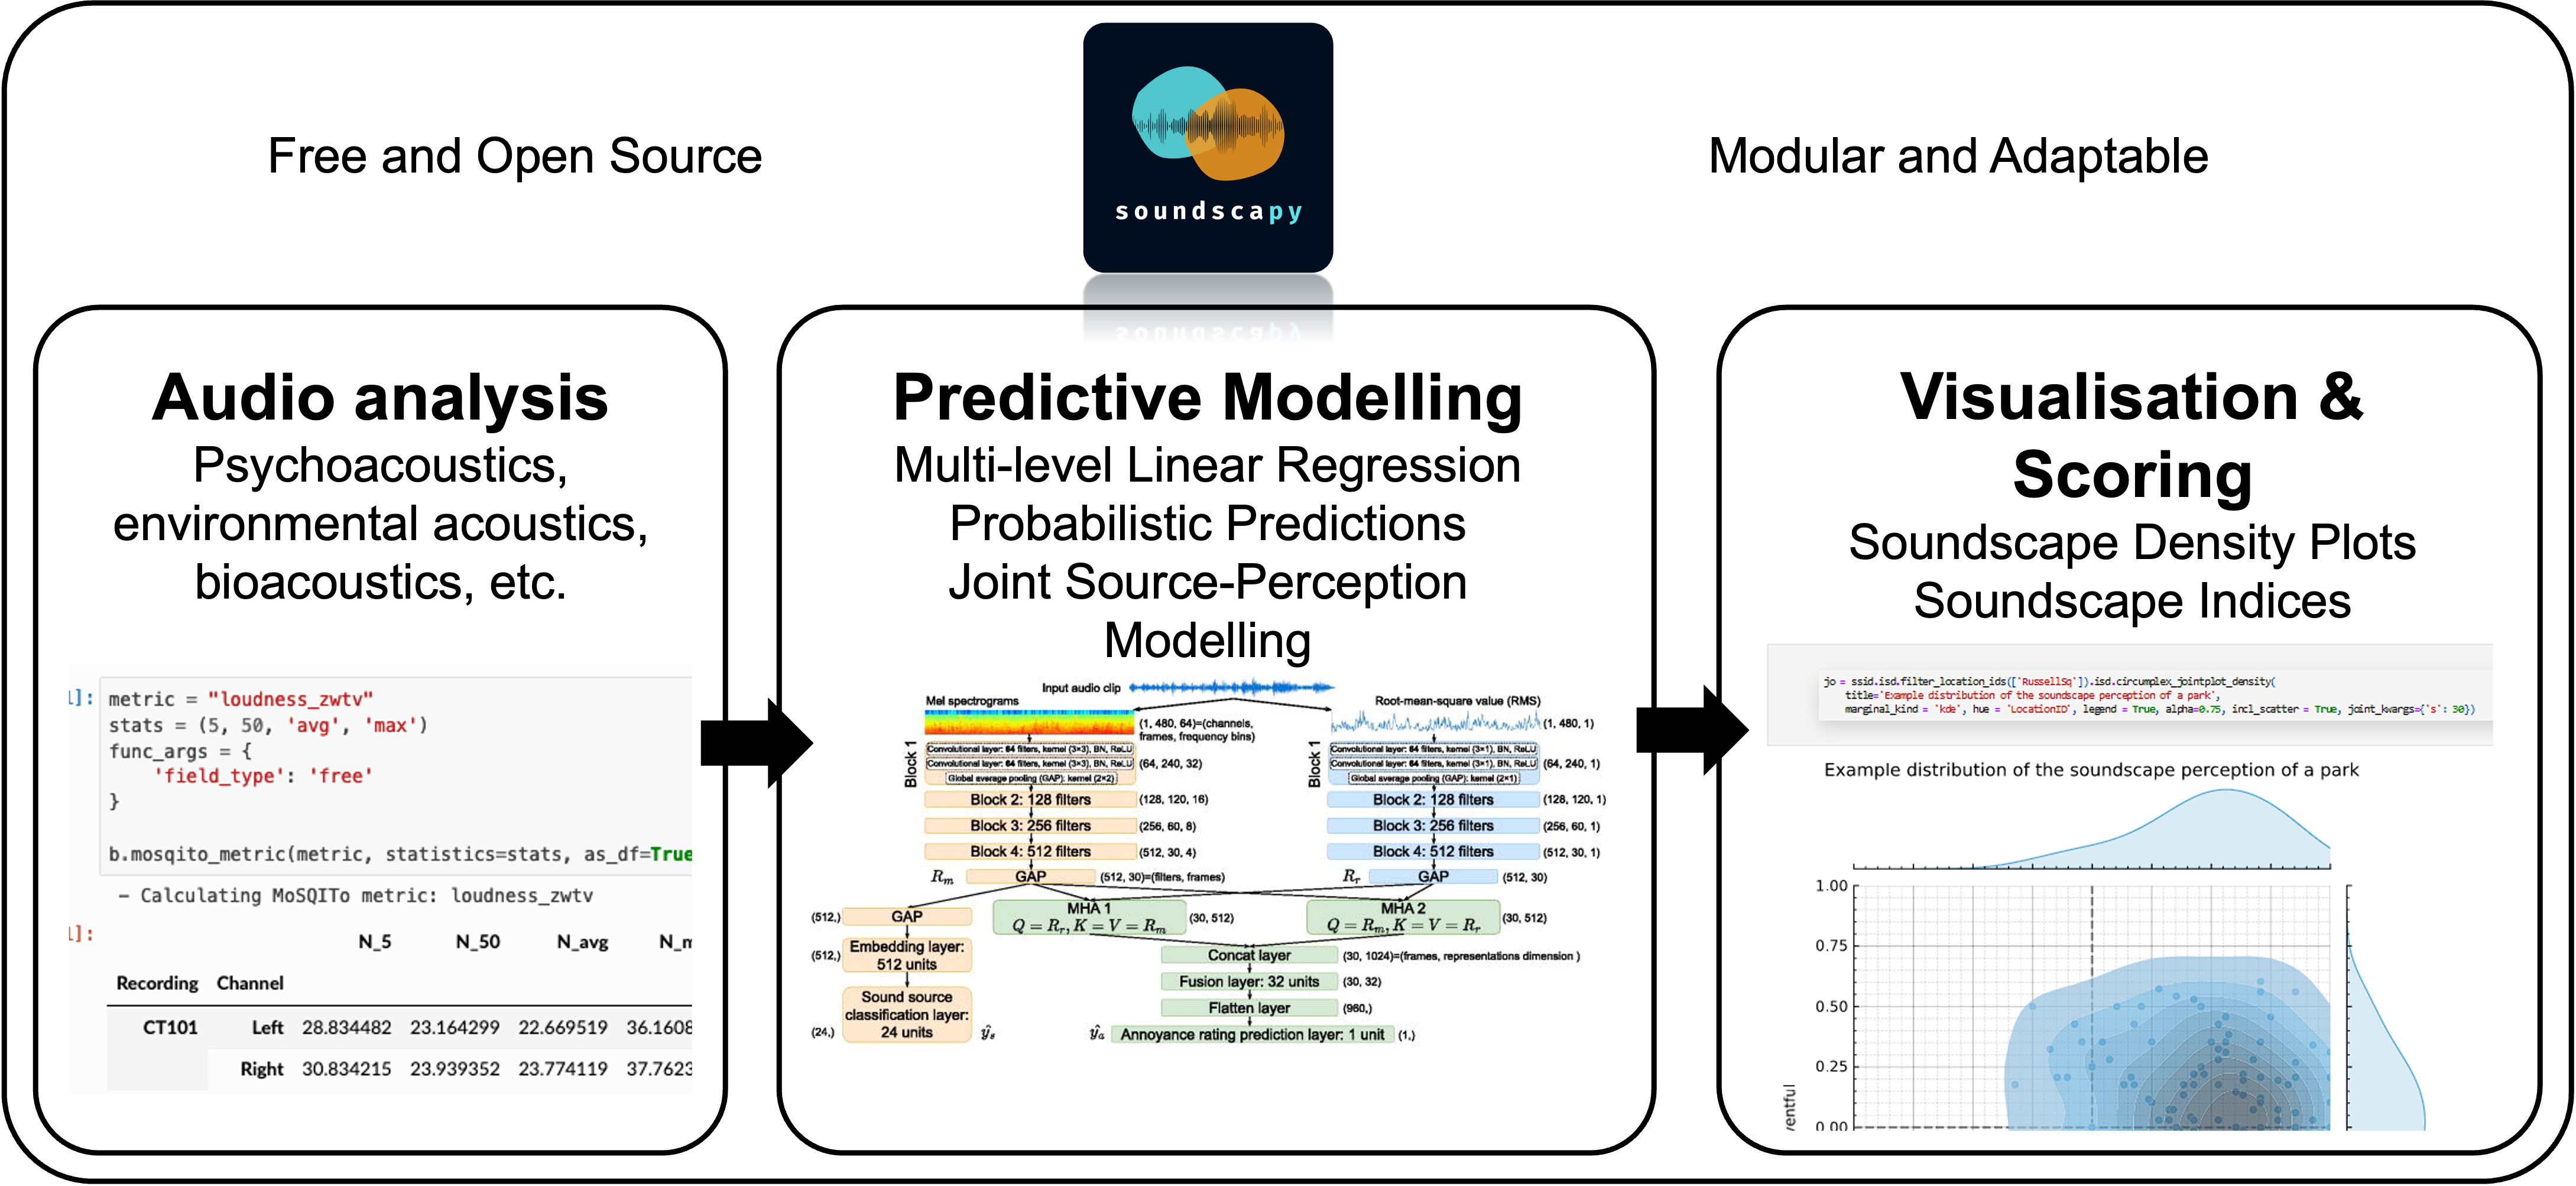 Free and Open Source
soundscapy
Modular and Adaptable
Audio analysis
Psychoacoustics,
environmental acoustics,
bioacoustics, etc.
]:
metric = "loudness_zwtv"
stats = (5, 50, 'avg', 'max')
func_args = {
'field_type': 'free'
}
b.mosqito_metric(metric, statistics=stats, as_df=True
– Calculating MoSQITo metric: loudness_zwtv
]:
N_5 N_50 N_avg N_m
Recording Channel
CT101 Left 28.834482 23.164299 22.669519 36.1608
Right 30.834215 23.939352 23.774119 37.7623
Predictive Modelling
Multi-level Linear Regression
Probabilistic Predictions
Joint Source-Perception
Modelling
Input audio clip
Mel spectrograms
Root-mean-square value (RMS)
(1, 480, 64)=(channels,
frames, frequency bins)
(1, 480, 1)
Block 1
Convolutional layer: 64 filters, kernel (3×3), BN, ReLU
Convolutional layer: 64 filters, kernel (3×3), BN, ReLU
Global average pooling (GAP): kernel (2×2)
(64, 240, 32)
Block 1
Convolutional layer: 64 filters, kernel (3×1), BN, ReLU
Convolutional layer: 64 filters, kernel (3×1), BN, ReLU
Global average pooling (GAP): kernel (2×1)
(64, 240, 1)
Block 2: 128 filters (128, 120, 16)
Block 2: 128 filters (128, 120, 1)
Block 3: 256 filters (256, 60, 8)
Block 3: 256 filters (256, 60, 1)
Block 4: 512 filters (512, 30, 4)
Block 4: 512 filters (512, 30, 1)
Rm GAP (512, 30)=(filters, frames)
Rr GAP (512, 30)
(512,) GAP
MHA 1
Q = Rr, K = V = Rm
(30, 512)
MHA 2
Q = Rm, K = V = Rr
(30, 512)
(512,) Embedding layer:
512 units
Concat layer (30, 1024)=(frames, representations dimension )
Fusion layer: 32 units (30, 32)
Flatten layer (960,)
Sound source
classification layer:
(24,) 24 units ŷs
ŷa Annoyance rating prediction layer: 1 unit (1,)
Visualisation &
Scoring
Soundscape Density Plots
Soundscape Indices
jo = ssid.isd.filter_location_ids(['RussellSq']).isd.circumplex_jointplot_density(
title='Example distribution of the soundscape perception of a park',
marginal_kind = 'kde', hue = 'LocationID', legend = True, alpha=0.75, incl_scatter = True, joint_kwargs={'s': 30})
Example distribution of the soundscape perception of a park
1.00
0.75
0.50
0.25
0.00
ventful